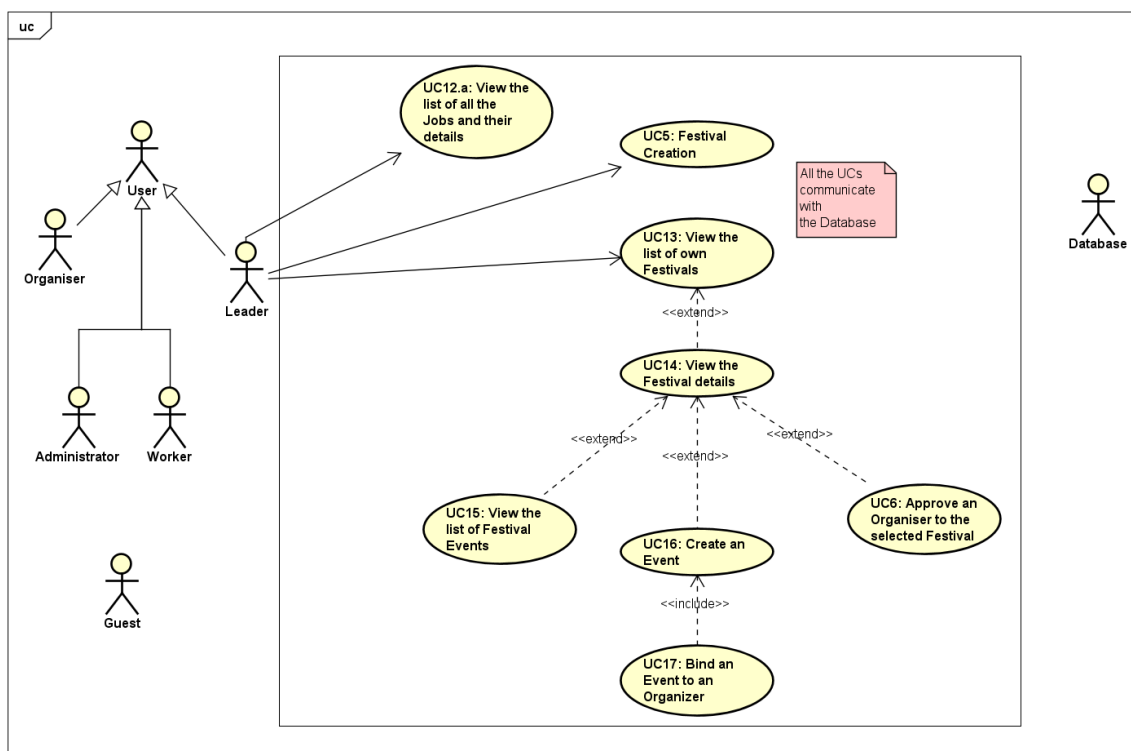 uc
UC12.a: View the
list of all the
Jobs and their
details
UC5: Festival
Creation
All the UCs
communicate
with
the Database
User
Organiser
Leader
Database
UC13: View the
list of own
Festivals
<<extend>>
UC14: View the
Festival details
Administrator
Worker
<<extend>>
<<extend>>
<<extend>>
UC15: View the
list of Festival
Events
UC16: Create an
Event
UC6: Approve an
Organiser to the
selected Festival
Guest
<<include>>
UC17: Bind an
Event to an
Organizer